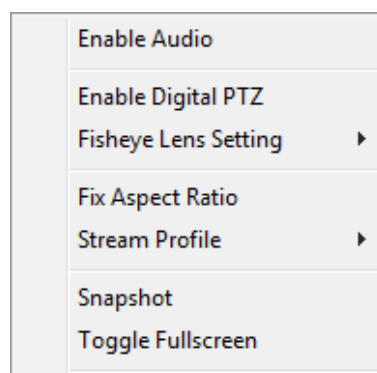 Enable Audio
Enable Digital PTZ
Fisheye Lens Setting
Fix Aspect Ratio
Stream Profile
Snapshot
Toggle Fullscreen